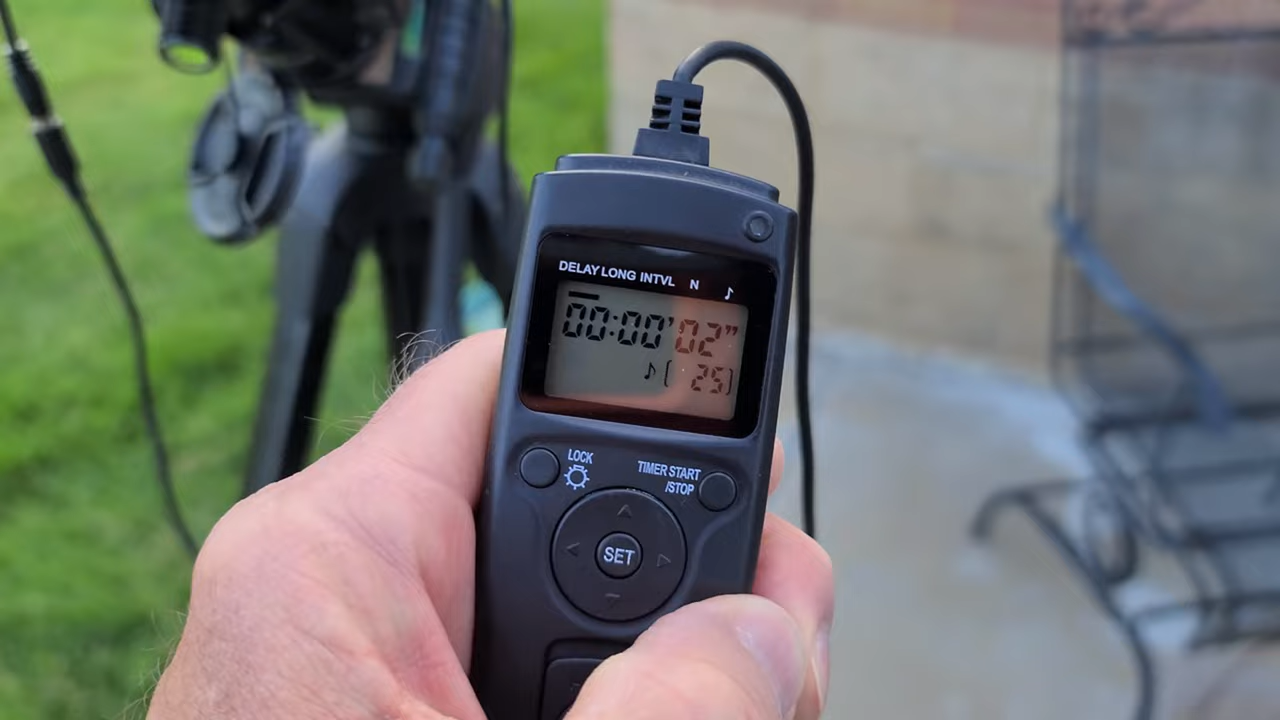 DELAY LONG INTVL N ♪
00:00'02"
♪[ 25]
LOCK
TIMER START
/STOP
SET